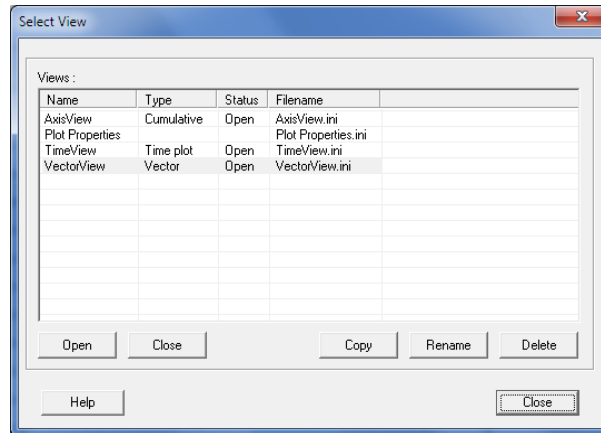 Select View
Views :
Name Type Status Filename
AxisView Cumulative Open AxisView.ini
Plot Properties Plot Properties.ini
TimeView Time plot Open TimeView.ini
VectorView Vector Open VectorView.ini
Open Close Copy Rename Delete
Help Close